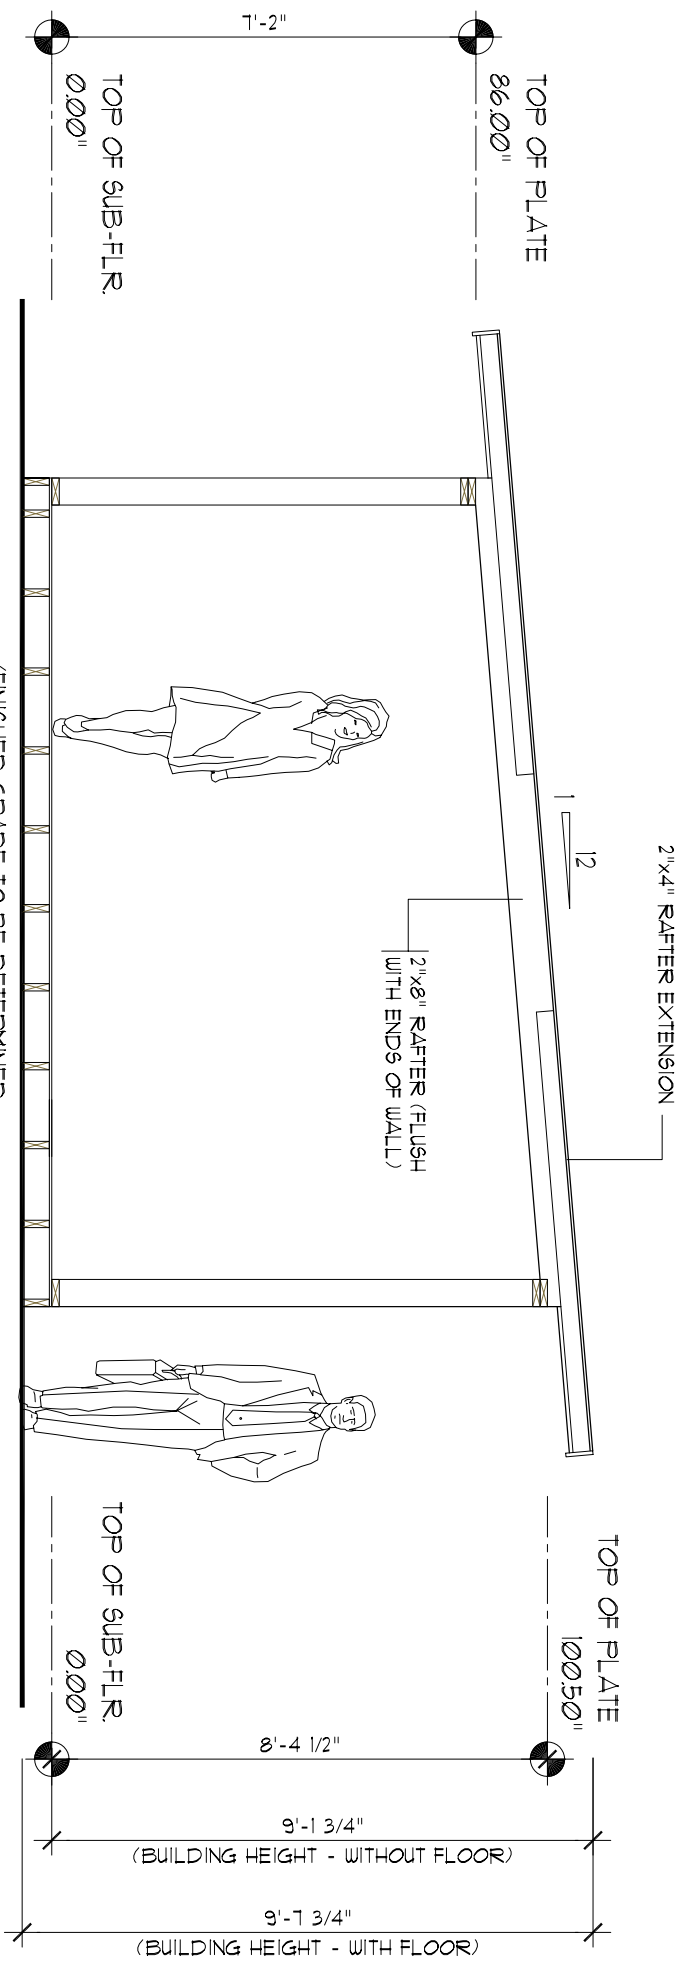 7'-2"
TOP OF PLATE
86.00"
TOP OF SUB-FLR.
0.00"
2"x4" RAFTER EXTENSION
12
1
2"x8" RAFTER (FLUSH
WITH ENDS OF WALL)
TOP OF PLATE
100.50"
TOP OF SUB-FLR.
0.00"
8'-4 1/2"
9'-1 3/4"
(BUILDING HEIGHT - WITHOUT FLOOR)
9'-7 3/4"
(BUILDING HEIGHT - WITH FLOOR)